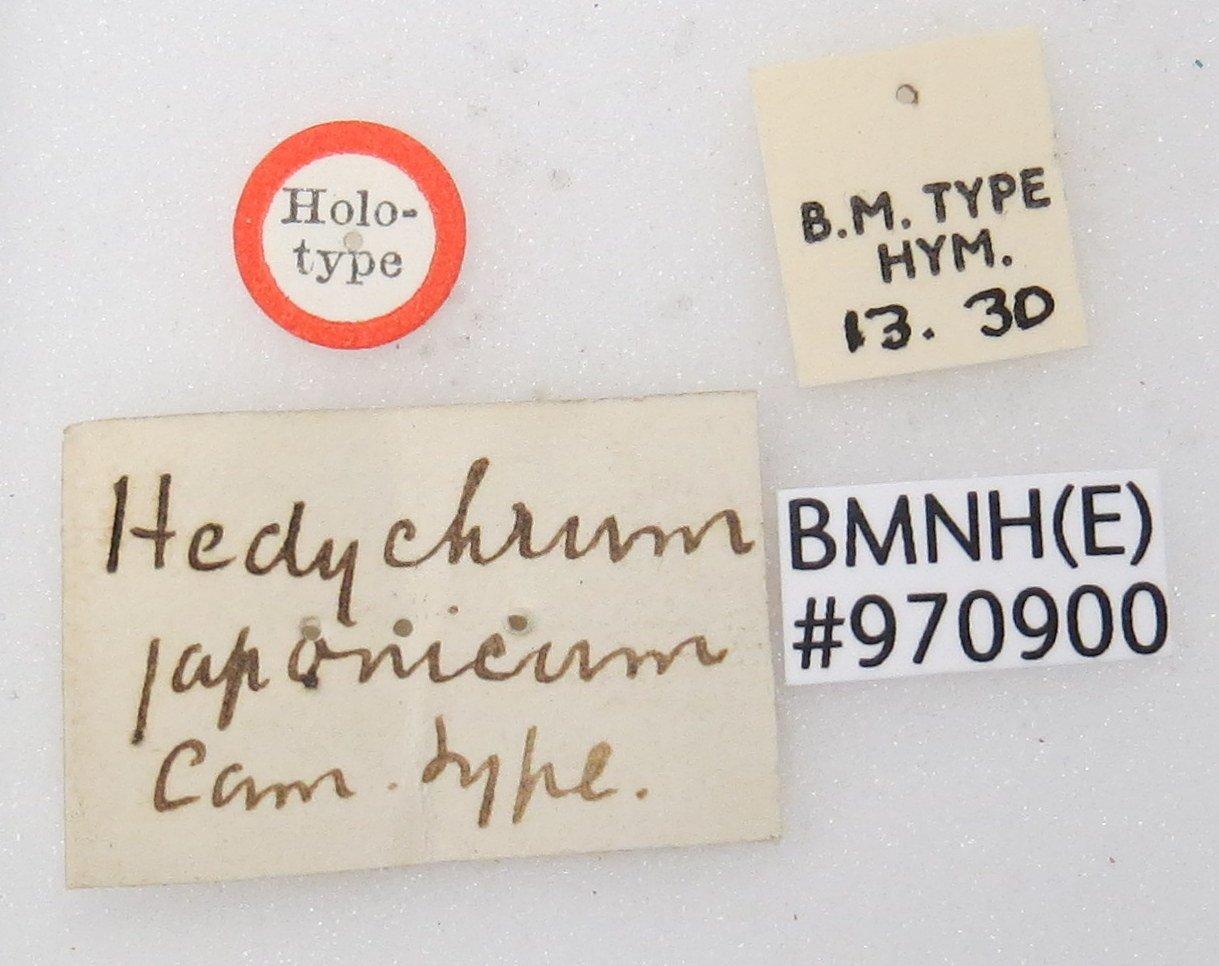 Holo-
type
B.M. TYPE
HYM.
13. 30
Hedychrum
japonicum
Cam. type.
BMNH(E)
#970900